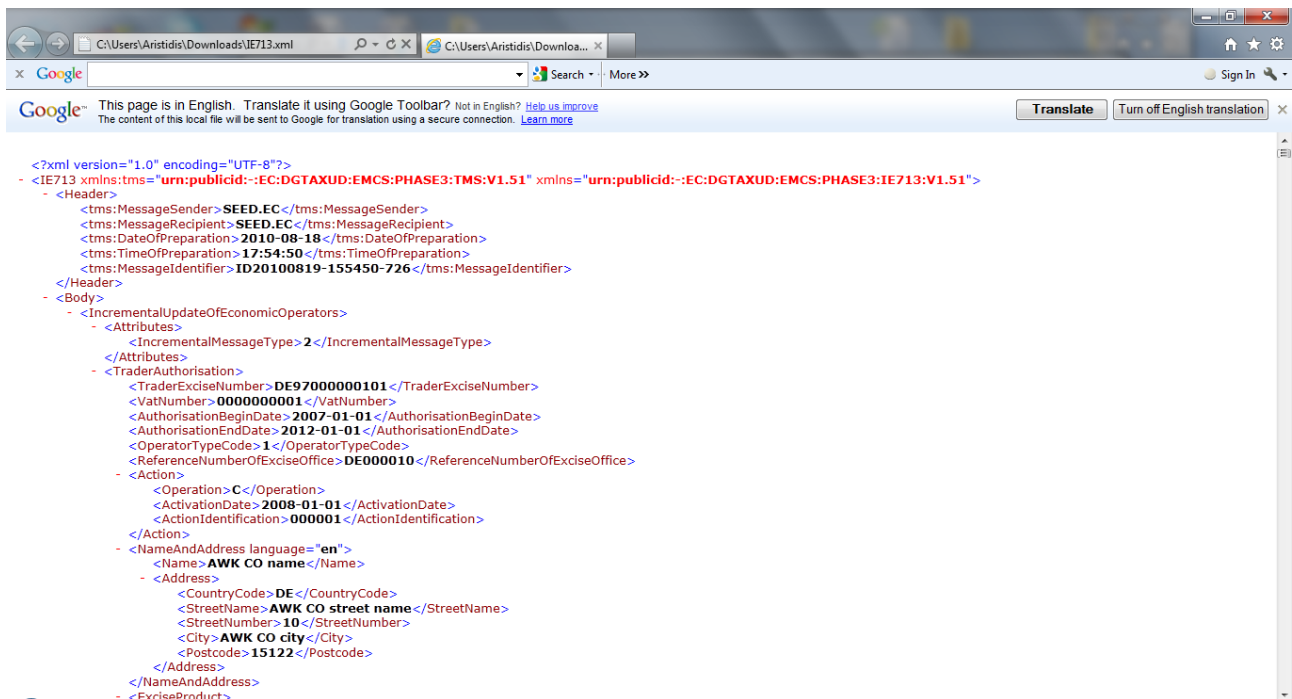 C:\Users\Aristidis\Downloads\IE713.xml
C:\Users\Aristidis\Downloa...
x Google Search More >> Sign In
Google This page is in English. Translate it using Google Toolbar? Not in English? Help us improve Translate Turn off English translation
The content of this local file will be sent to Google for translation using a secure connection. Learn more
<?xml version="1.0" encoding="UTF-8"?>
- <IE713 xmlns:tms="urn:publicid:-:EC:DGTAXUD:EMCS:PHASE3:TMS:V1.51" xmlns="urn:publicid:-:EC:DGTAXUD:EMCS:PHASE3:IE713:V1.51">
- <Header>
<tms:MessageSender>SEED.EC</tms:MessageSender>
<tms:MessageRecipient>SEED.EC</tms:MessageRecipient>
<tms:DateOfPreparation>2010-08-18</tms:DateOfPreparation>
<tms:TimeOfPreparation>17:54:50</tms:TimeOfPreparation>
<tms:MessageIdentifier>ID20100819-155450-726</tms:MessageIdentifier>
</Header>
- <Body>
- <IncrementalUpdateOfEconomicOperators>
- <Attributes>
<IncrementalMessageType>2</IncrementalMessageType>
</Attributes>
- <TraderAuthorisation>
<TraderExciseNumber>DE97000000101</TraderExciseNumber>
<VatNumber>0000000001</VatNumber>
<AuthorisationBeginDate>2007-01-01</AuthorisationBeginDate>
<AuthorisationEndDate>2012-01-01</AuthorisationEndDate>
<OperatorTypeCode>1</OperatorTypeCode>
<ReferenceNumberOfExciseOffice>DE000010</ReferenceNumberOfExciseOffice>
- <Action>
<Operation>C</Operation>
<ActivationDate>2008-01-01</ActivationDate>
<ActionIdentification>000001</ActionIdentification>
</Action>
- <NameAndAddress language="en">
<Name>AWK CO name</Name>
- <Address>
<CountryCode>DE</CountryCode>
<StreetName>AWK CO street name</StreetName>
<StreetNumber>10</StreetNumber>
<City>AWK CO city</City>
<Postcode>15122</Postcode>
</Address>
</NameAndAddress>
- <ExciseProduct>